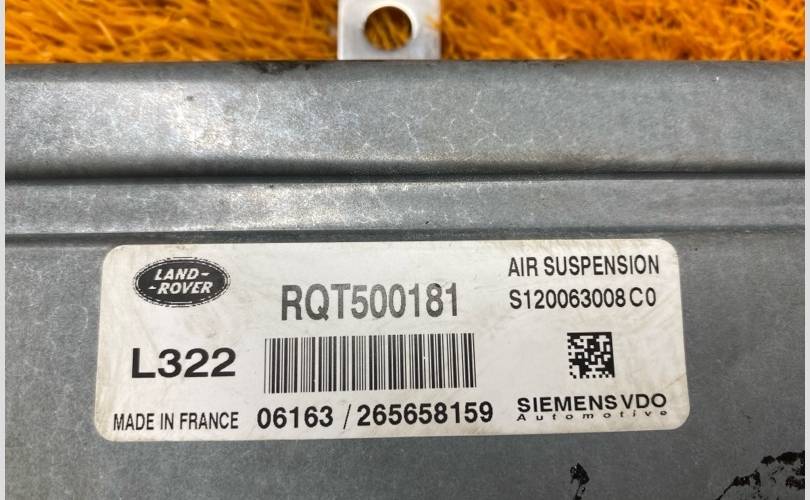 LAND-
-ROVER
RQT500181
AIR SUSPENSION
S120063008 C0
L322
MADE IN FRANCE
06163 / 265658159
SIEMENS VDO
Automotive